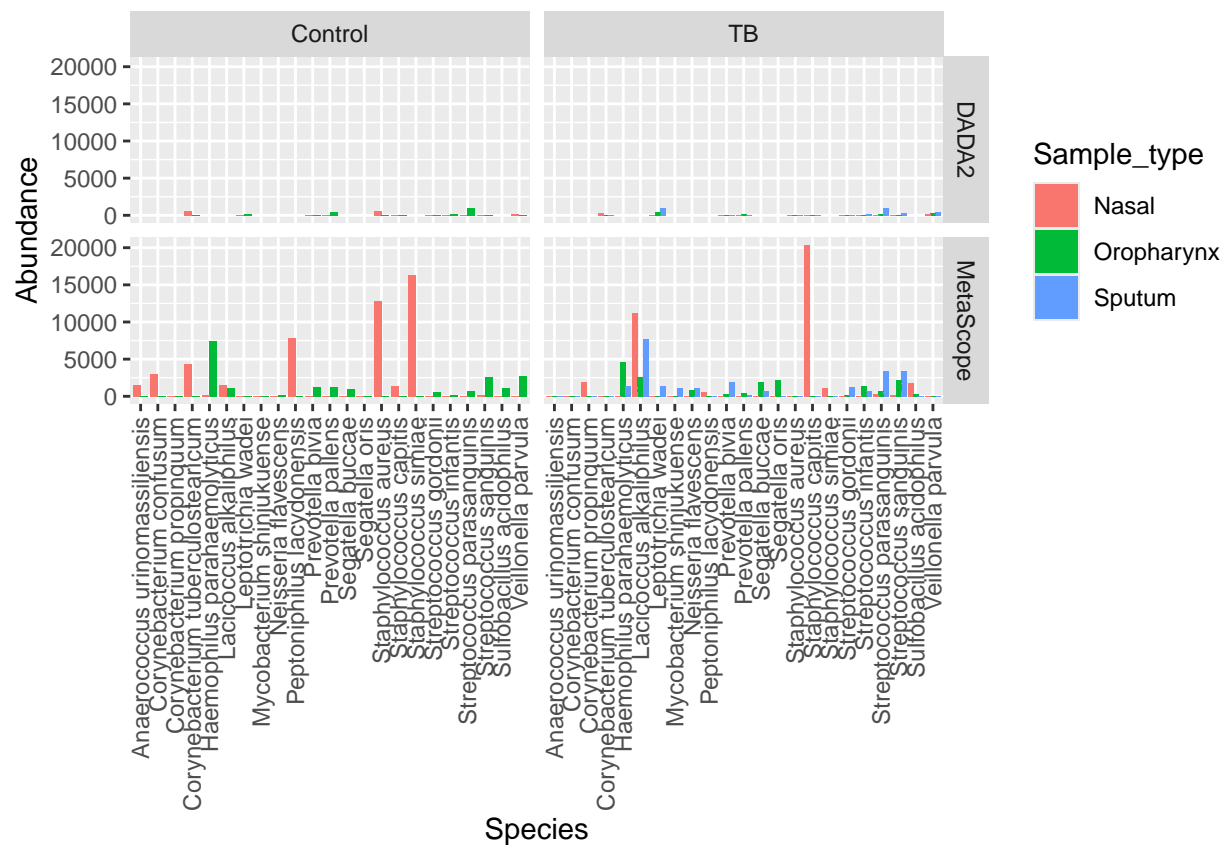 Control
TB
20000
15000
10000
5000
0
DADA2
20000
15000
10000
5000
0
MetaScope
Abundance
Anaerococcus urinomassiliensis
Corynebacterium confusum
Corynebacterium propinquum
Corynebacterium tuberculostearicum
Haemophilus parahaemolyticus
Lacicoccus alkaliphilus
Leptotrichia wadei
Mycobacterium shinjukuense
Neisseria flavescens
Peptoniphilus lacydonensis
Prevotella bivia
Prevotella pallens
Segatella buccae
Segatella oris
Staphylococcus aureus
Staphylococcus capitis
Staphylococcus simiae
Streptococcus gordonii
Streptococcus infantis
Streptococcus parasanguinis
Streptococcus sanguinis
Sulfobacillus acidophilus
Veillonella parvula
Anaerococcus urinomassiliensis
Corynebacterium confusum
Corynebacterium propinquum
Corynebacterium tuberculostearicum
Haemophilus parahaemolyticus
Lacicoccus alkaliphilus
Leptotrichia wadei
Mycobacterium shinjukuense
Neisseria flavescens
Peptoniphilus lacydonensis
Prevotella bivia
Prevotella pallens
Segatella buccae
Segatella oris
Staphylococcus aureus
Staphylococcus capitis
Staphylococcus simiae
Streptococcus gordonii
Streptococcus infantis
Streptococcus parasanguinis
Streptococcus sanguinis
Sulfobacillus acidophilus
Veillonella parvula
Species
Sample_type
Nasal
Oropharynx
Sputum